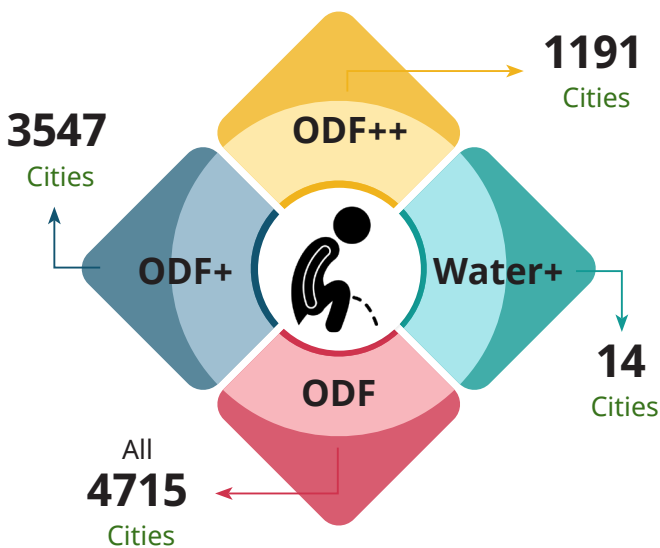 1191
Cities
ODF++
3547
Cities
ODF+
Water+
14
Cities
ODF
All
4715
Cities